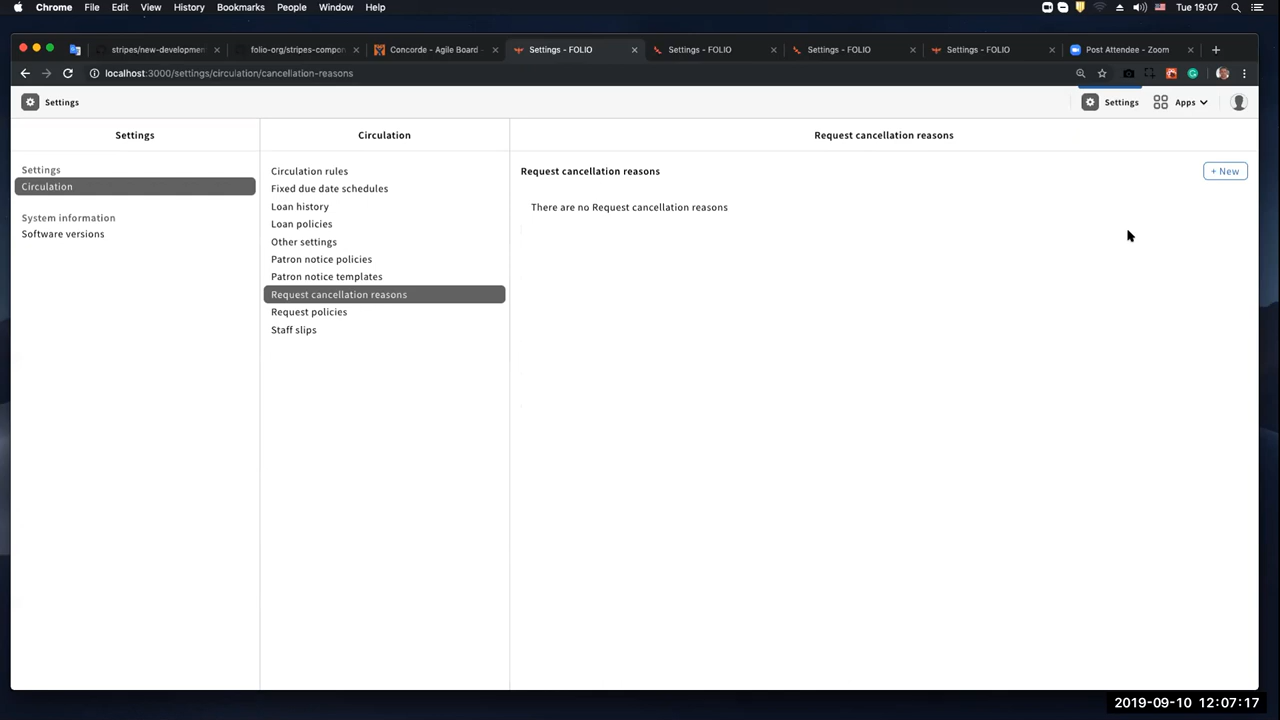 Chrome File Edit View History Bookmarks People Window Help Tue 19:07
stripes/new-developmen folio-org/stripes-compon Concorde - Agile Board - Settings - FOLIO Settings - FOLIO Settings - FOLIO Settings - FOLIO Post Attendee - Zoom
localhost:3000/settings/circulation/cancellation-reasons
Settings Settings Apps
Settings Circulation Request cancellation reasons
Settings
Circulation
System information
Software versions
Circulation rules
Fixed due date schedules
Loan history
Loan policies
Other settings
Patron notice policies
Patron notice templates
Request cancellation reasons
Request policies
Staff slips
Request cancellation reasons + New
There are no Request cancellation reasons
2019-09-10 12:07:17